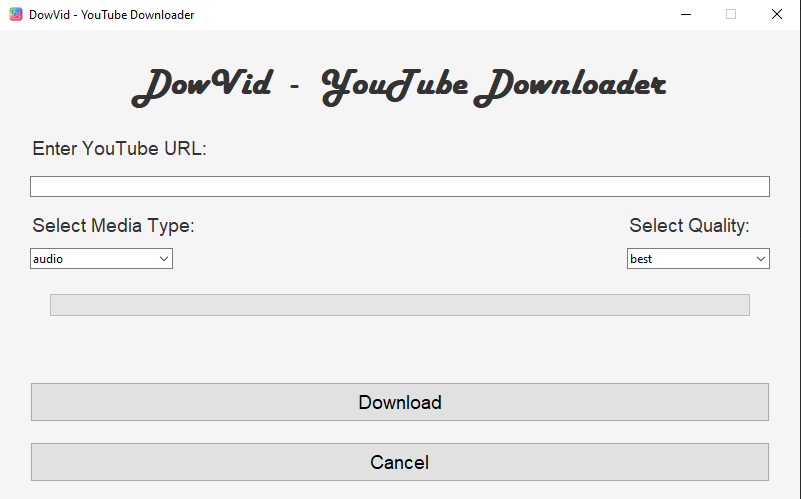 DowVid - YouTube Downloader
DowVid - YouTube Downloader
Enter YouTube URL:
Select Media Type: Select Quality:
audio best
Download
Cancel